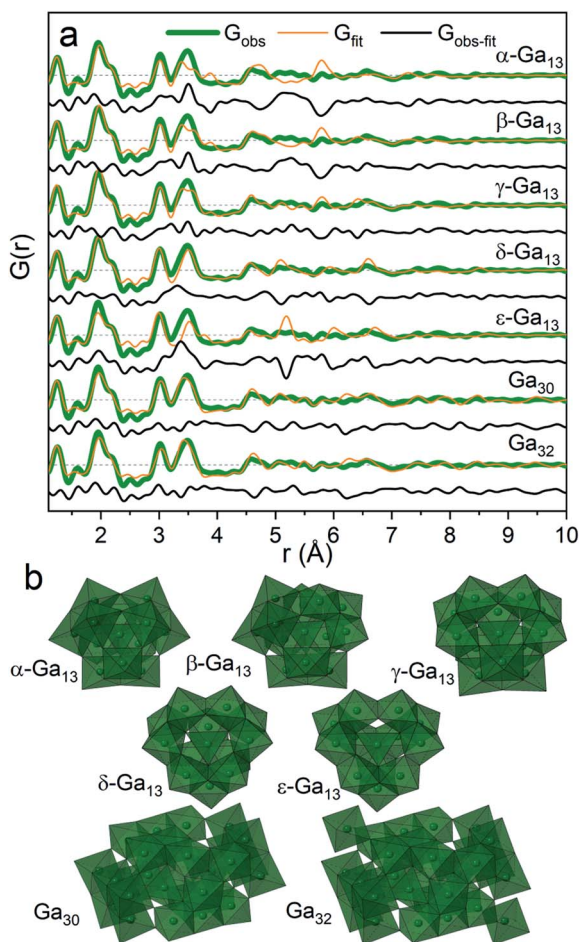 a
G_obs G_fit G_obs-fit
α-Ga13
β-Ga13
γ-Ga13
δ-Ga13
ε-Ga13
Ga30
Ga32
G(r)
2 3 4 5 6 7 8 9 10
r (Å)
b
α-Ga13 β-Ga13 γ-Ga13
δ-Ga13 ε-Ga13
Ga30 Ga32